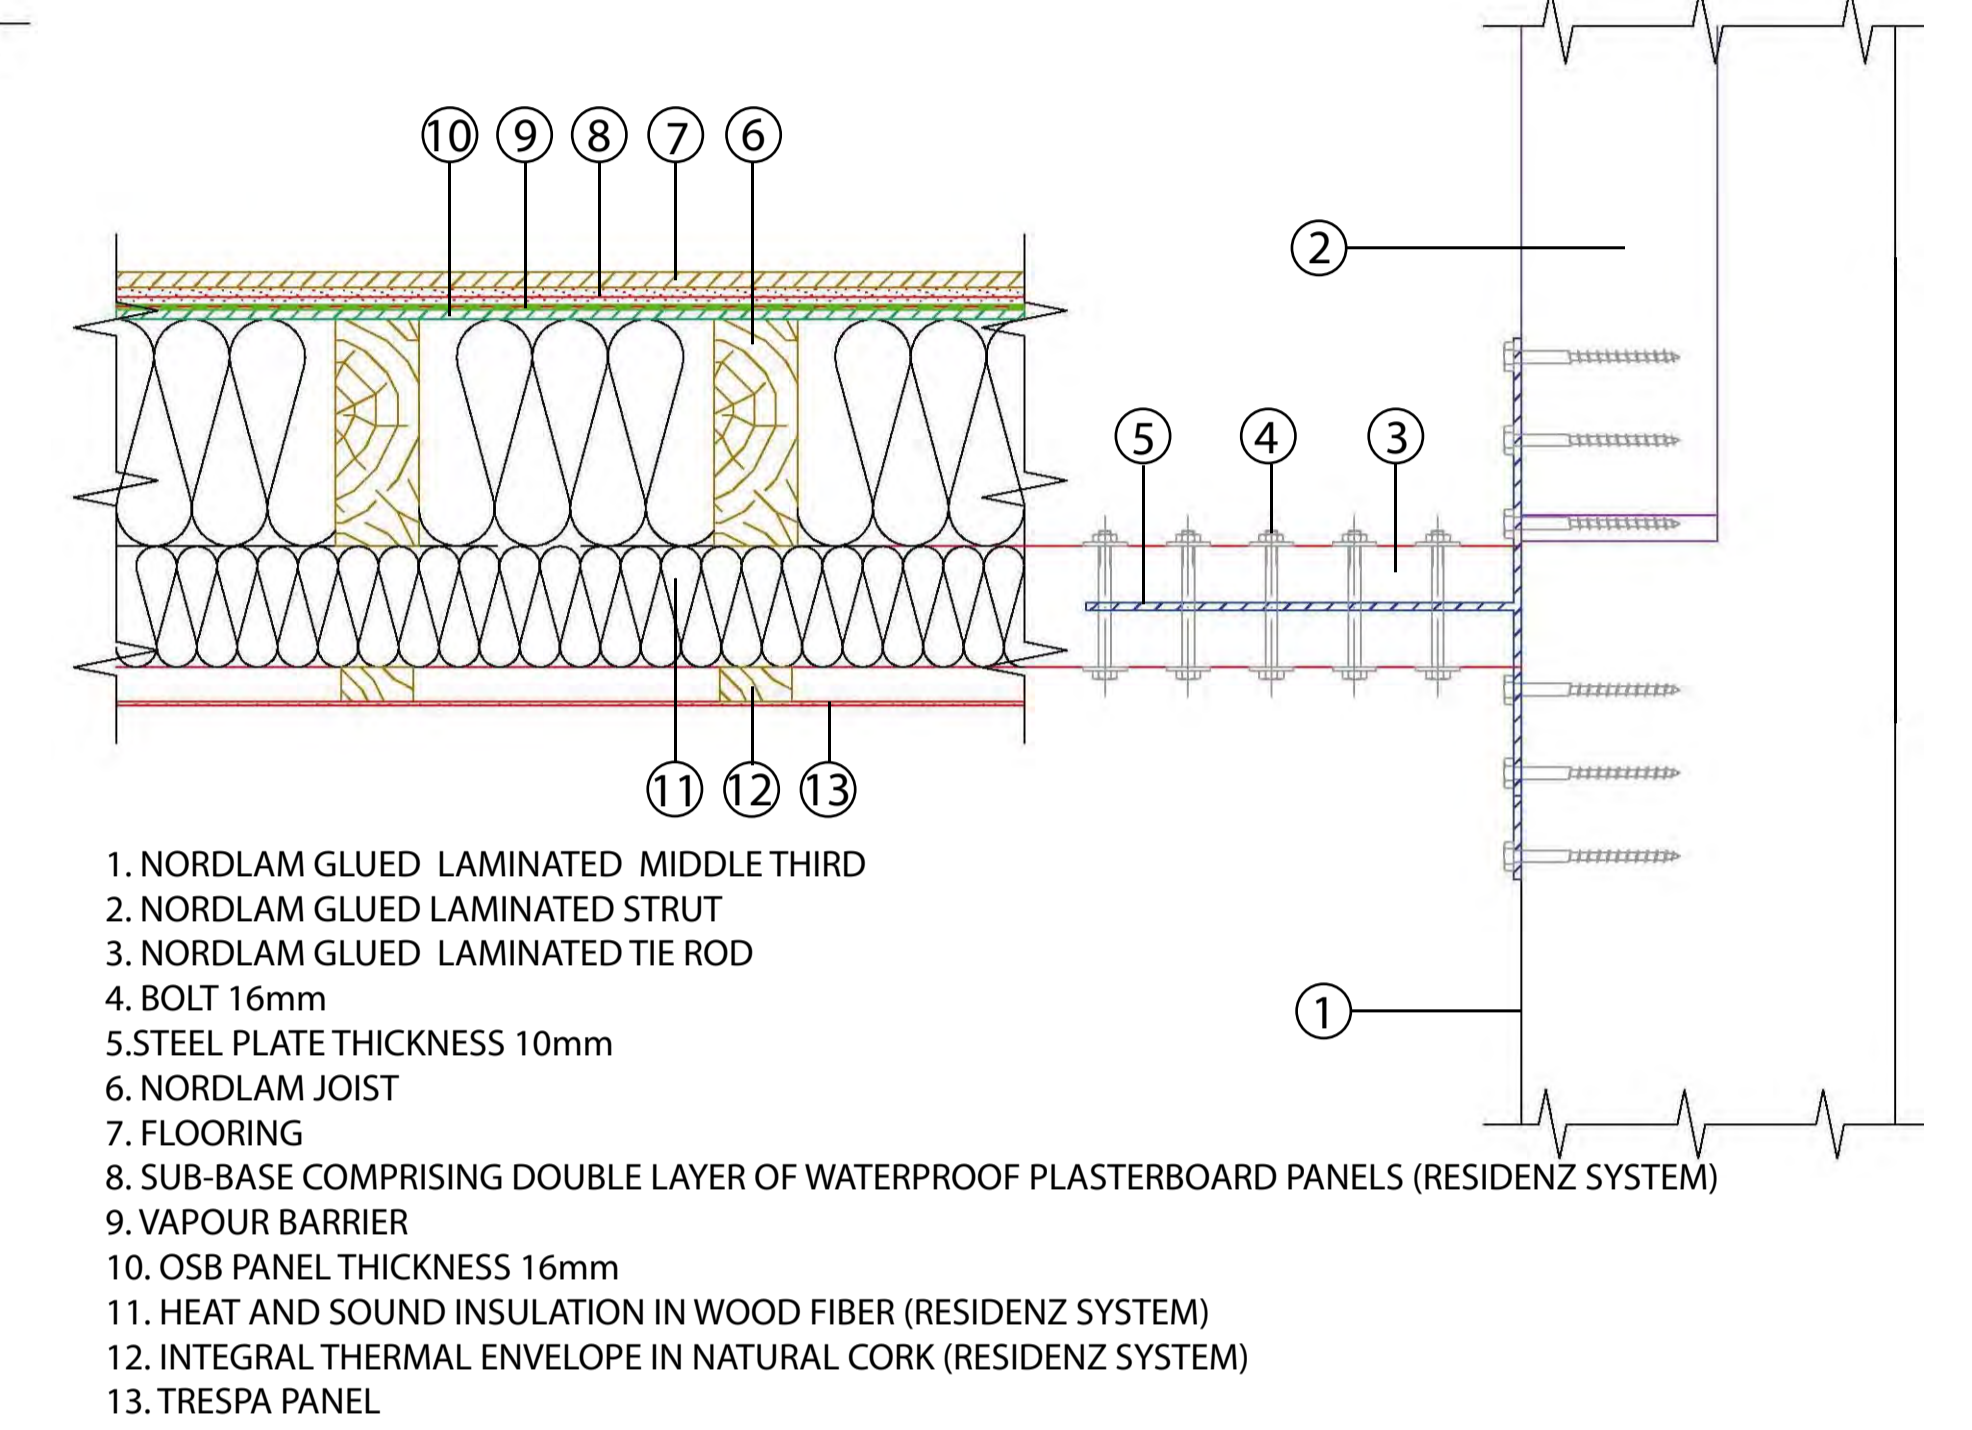 10 9 8 7 6
2
5 4 3
11 12 13
1
1. NORDLAM GLUED LAMINATED MIDDLE THIRD
2. NORDLAM GLUED LAMINATED STRUT
3. NORDLAM GLUED LAMINATED TIE ROD
4. BOLT 16mm
5.STEEL PLATE THICKNESS 10mm
6. NORDLAM JOIST
7. FLOORING
8. SUB-BASE COMPRISING DOUBLE LAYER OF WATERPROOF PLASTERBOARD PANELS (RESIDENZ SYSTEM)
9. VAPOUR BARRIER
10. OSB PANEL THICKNESS 16mm
11. HEAT AND SOUND INSULATION IN WOOD FIBER (RESIDENZ SYSTEM)
12. INTEGRAL THERMAL ENVELOPE IN NATURAL CORK (RESIDENZ SYSTEM)
13. TRESPA PANEL